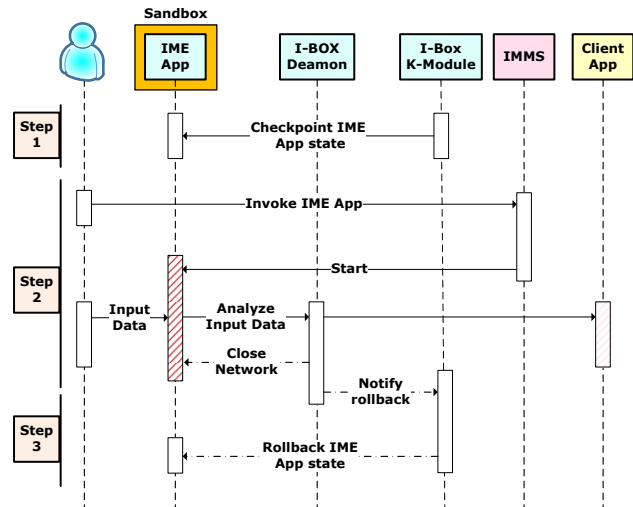 Sandbox
IME
App
I-BOX
Deamon
I-Box
K-Module
IMMS
Client
App
Step
1
Checkpoint IME
App state
Invoke IME App
Start
Step
2
Input
Data
Analyze
Input Data
Close
Network
Notify
rollback
Step
3
Rollback IME
App state